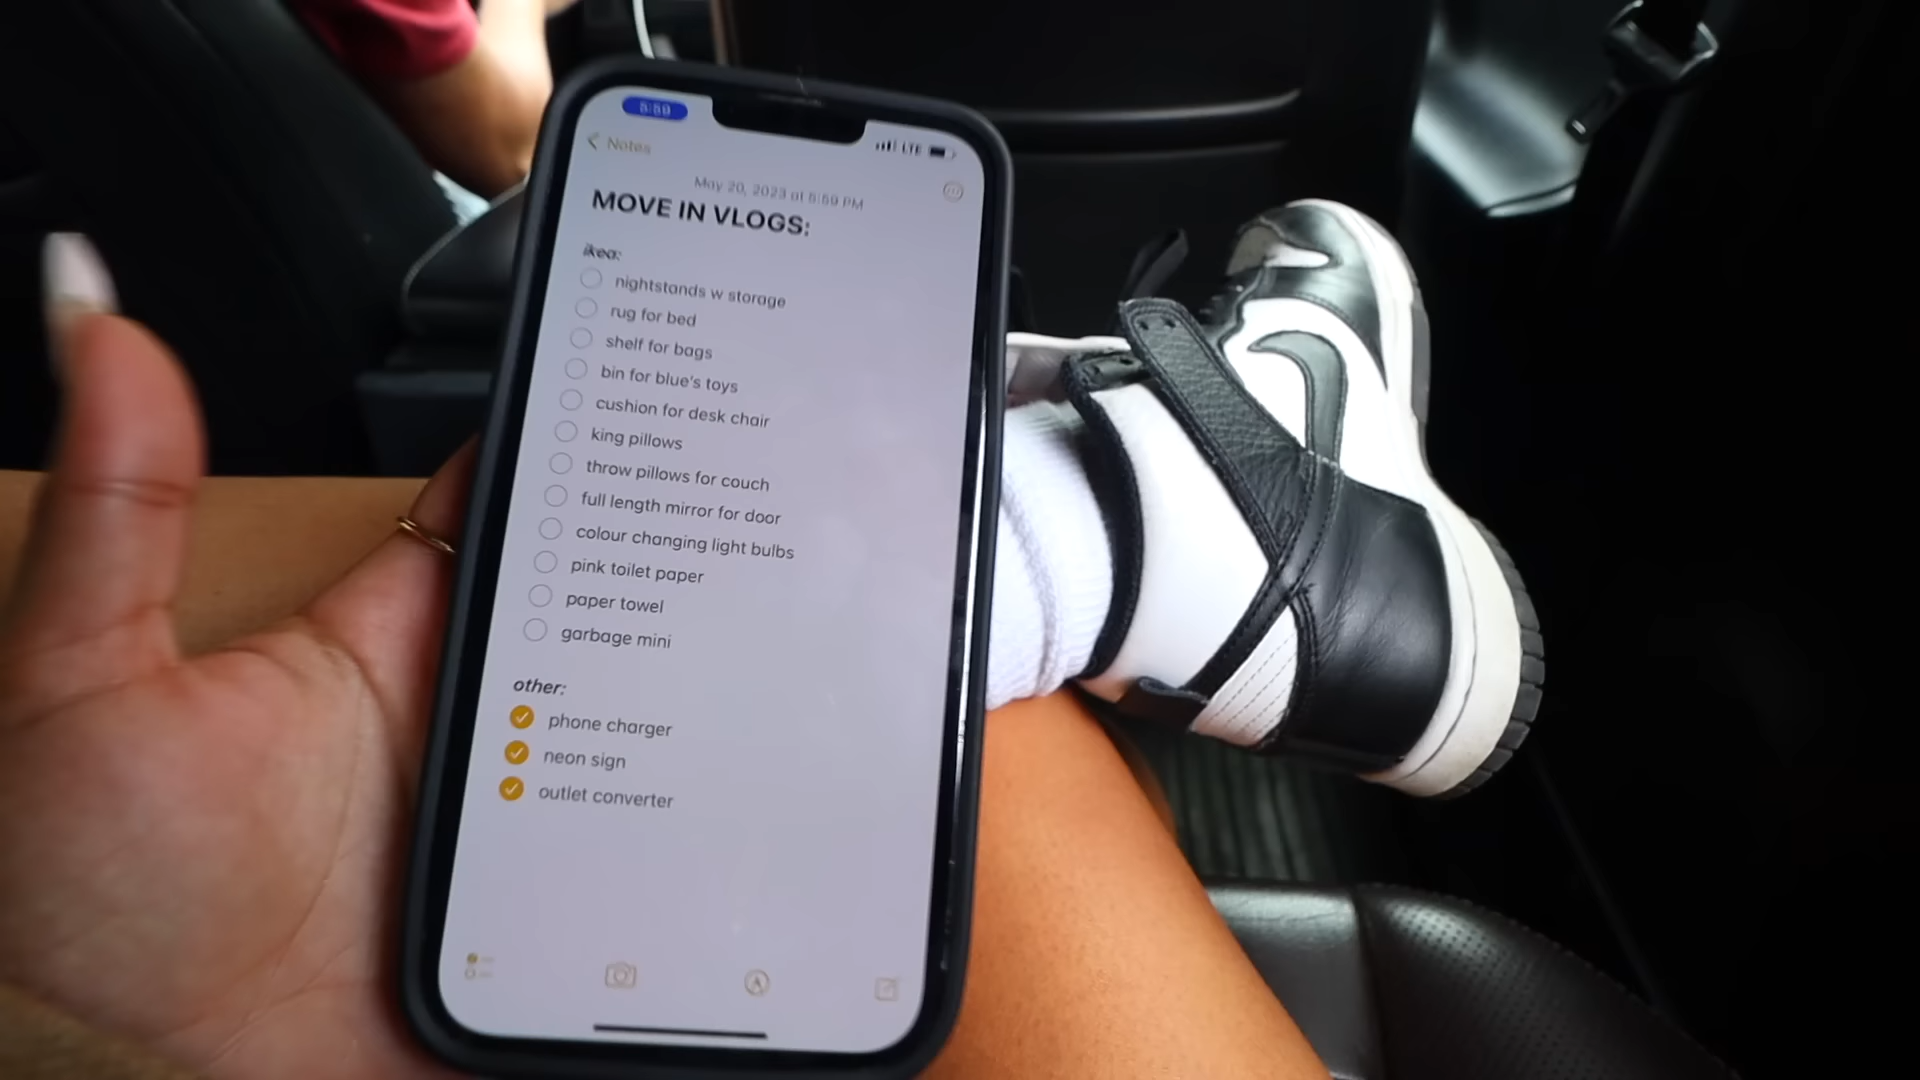 5:59
LTE
Notes
May 20, 2023 at 5:59 PM
MOVE IN VLOGS:
ikea:
nightstands w storage
rug for bed
shelf for bags
bin for blue's toys
cushion for desk chair
king pillows
throw pillows for couch
full length mirror for door
colour changing light bulbs
pink toilet paper
paper towel
garbage mini
other:
phone charger
neon sign
outlet converter